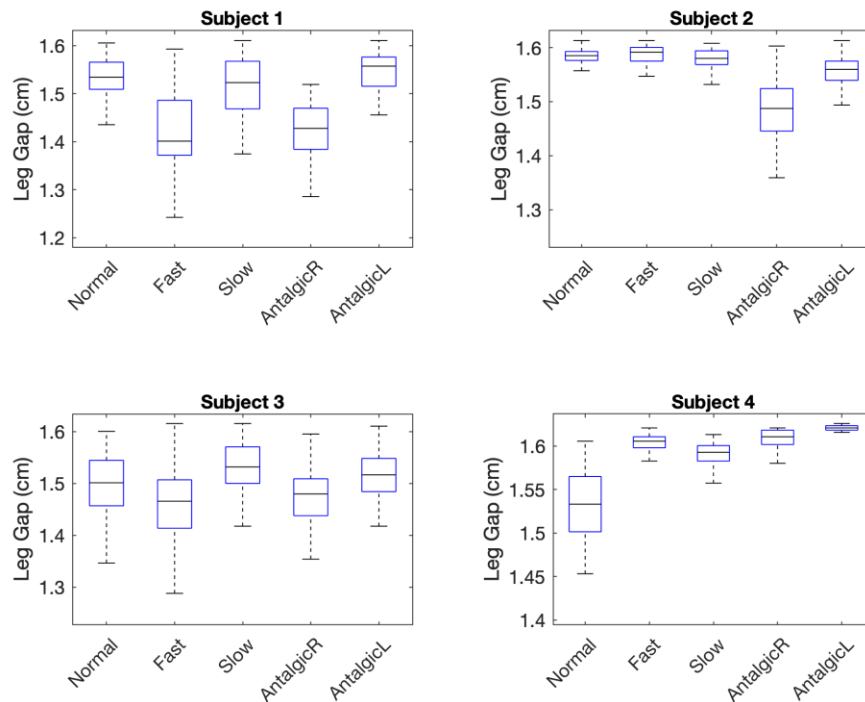 Subject 1
Leg Gap (cm)
1.6
1.5
1.4
1.3
1.2
Normal
Fast
Slow
AntalgicR
AntalgicL
Subject 2
Leg Gap (cm)
1.6
1.5
1.4
1.3
Normal
Fast
Slow
AntalgicR
AntalgicL
Subject 3
Leg Gap (cm)
1.6
1.5
1.4
1.3
Normal
Fast
Slow
AntalgicR
AntalgicL
Subject 4
Leg Gap (cm)
1.6
1.55
1.5
1.45
1.4
Normal
Fast
Slow
AntalgicR
AntalgicL